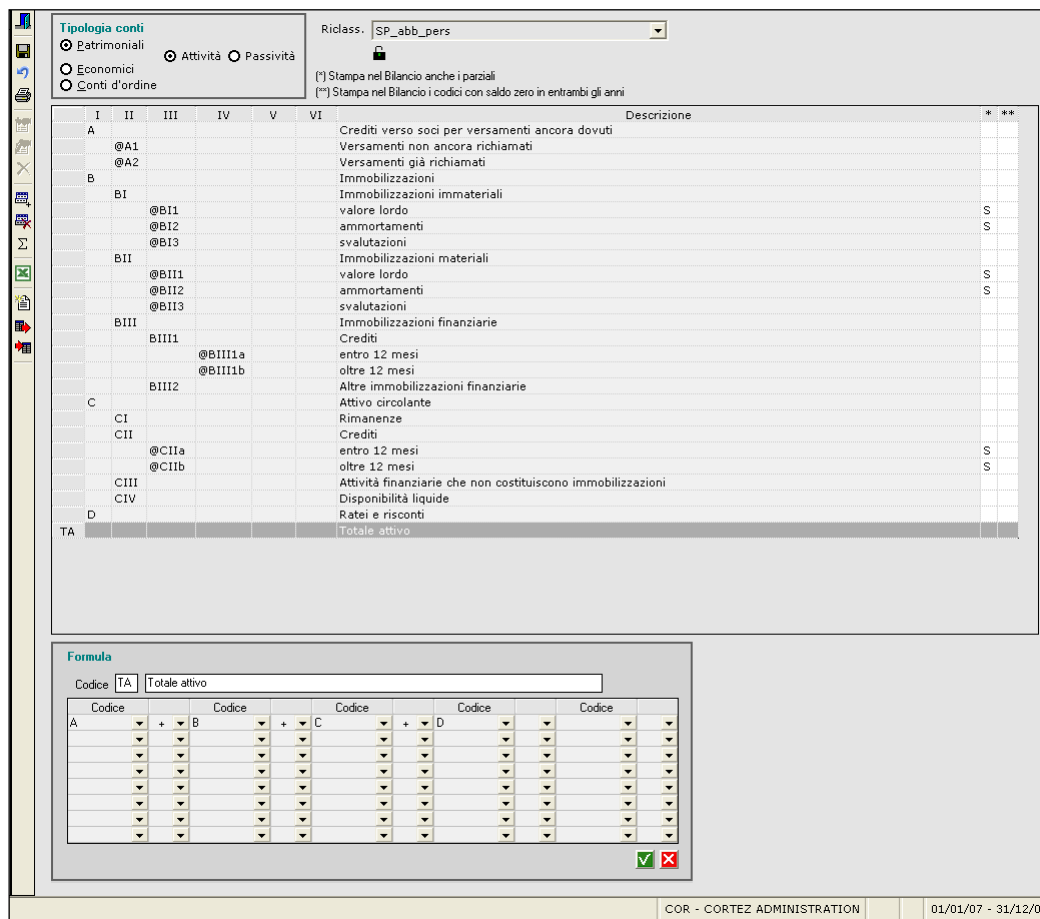 Tipologia conti
Patrimoniali
Attività Passività
Economici
Conti d'ordine
Riclass. SP_abb_pers
(*) Stampa nel Bilancio anche i parziali
(**) Stampa nel Bilancio i codici con saldo zero in entrambi gli anni
I II III IV V VI Descrizione * **
A Crediti verso soci per versamenti ancora dovuti
@A1 Versamenti non ancora richiamati
@A2 Versamenti già richiamati
B Immobilizzazioni
BI Immobilizzazioni immateriali
@BI1 valore lordo S
@BI2 ammortamenti S
@BI3 svalutazioni
BII Immobilizzazioni materiali
@BII1 valore lordo S
@BII2 ammortamenti S
@BII3 svalutazioni
BIII Immobilizzazioni finanziarie
BIII1 Crediti
@BIII1a entro 12 mesi
@BIII1b oltre 12 mesi
BIII2 Altre immobilizzazioni finanziarie
C Attivo circolante
CI Rimanenze
CII Crediti
@CIIa entro 12 mesi S
@CIIb oltre 12 mesi S
CIII Attività finanziarie che non costituiscono immobilizzazioni
CIV Disponibilità liquide
D Ratei e risconti
TA Totale attivo
Formula
Codice TA Totale attivo
Codice Codice Codice Codice Codice
A + B + C + D
COR - CORTEZ ADMINISTRATION 01/01/07 - 31/12/0